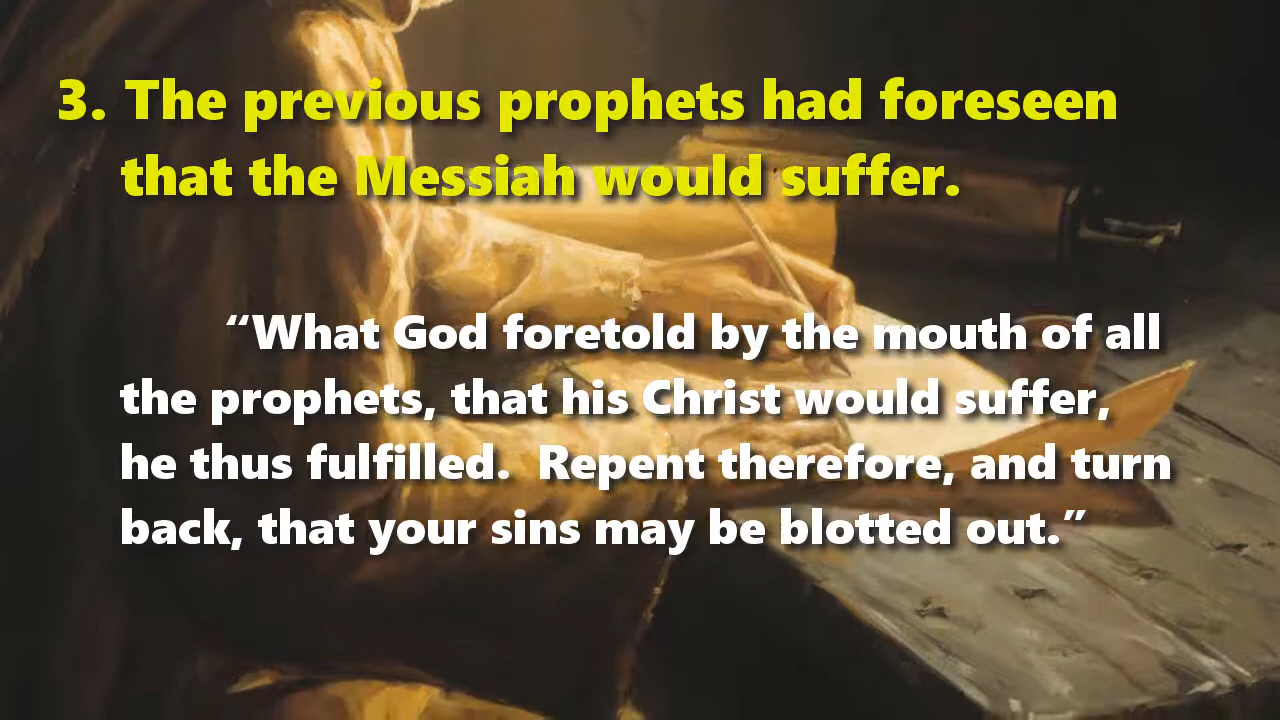 3. The previous prophets had foreseen
that the Messiah would suffer.
“What God foretold by the mouth of all
the prophets, that his Christ would suffer,
he thus fulfilled.  Repent therefore, and turn
back, that your sins may be blotted out.”